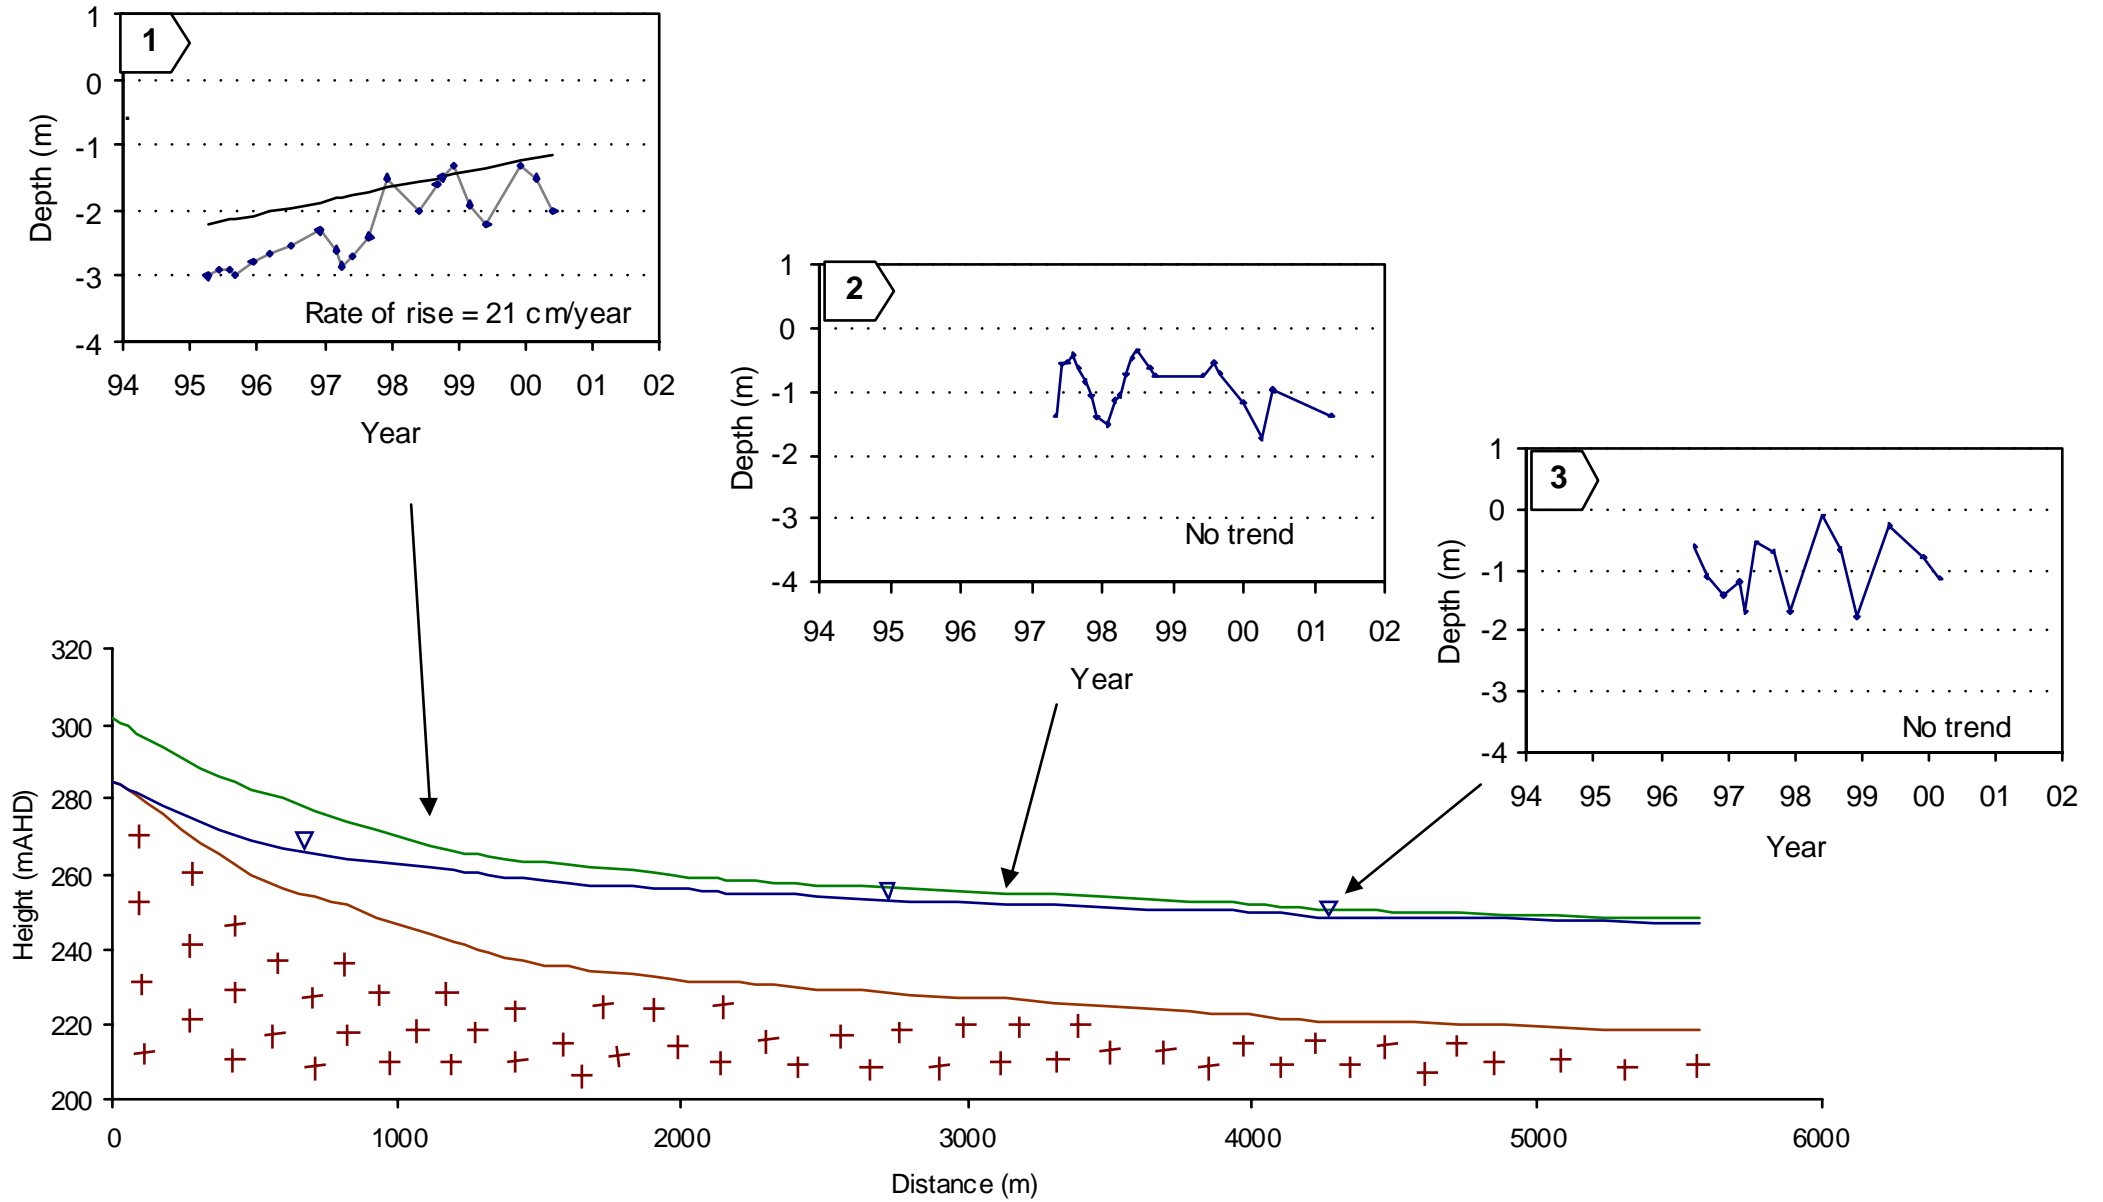 1
1
0
-1
-2
-3
-4
Depth (m)
Rate of rise = 21 cm/year
94 95 96 97 98 99 00 01 02
Year
2
1
0
-1
-2
-3
-4
Depth (m)
No trend
94 95 96 97 98 99 00 01 02
Year
3
1
0
-1
-2
-3
-4
Depth (m)
No trend
94 95 96 97 98 99 00 01 02
Year
320
300
280
260
240
220
200
Height (mAHD)
0 1000 2000 3000 4000 5000 6000
Distance (m)